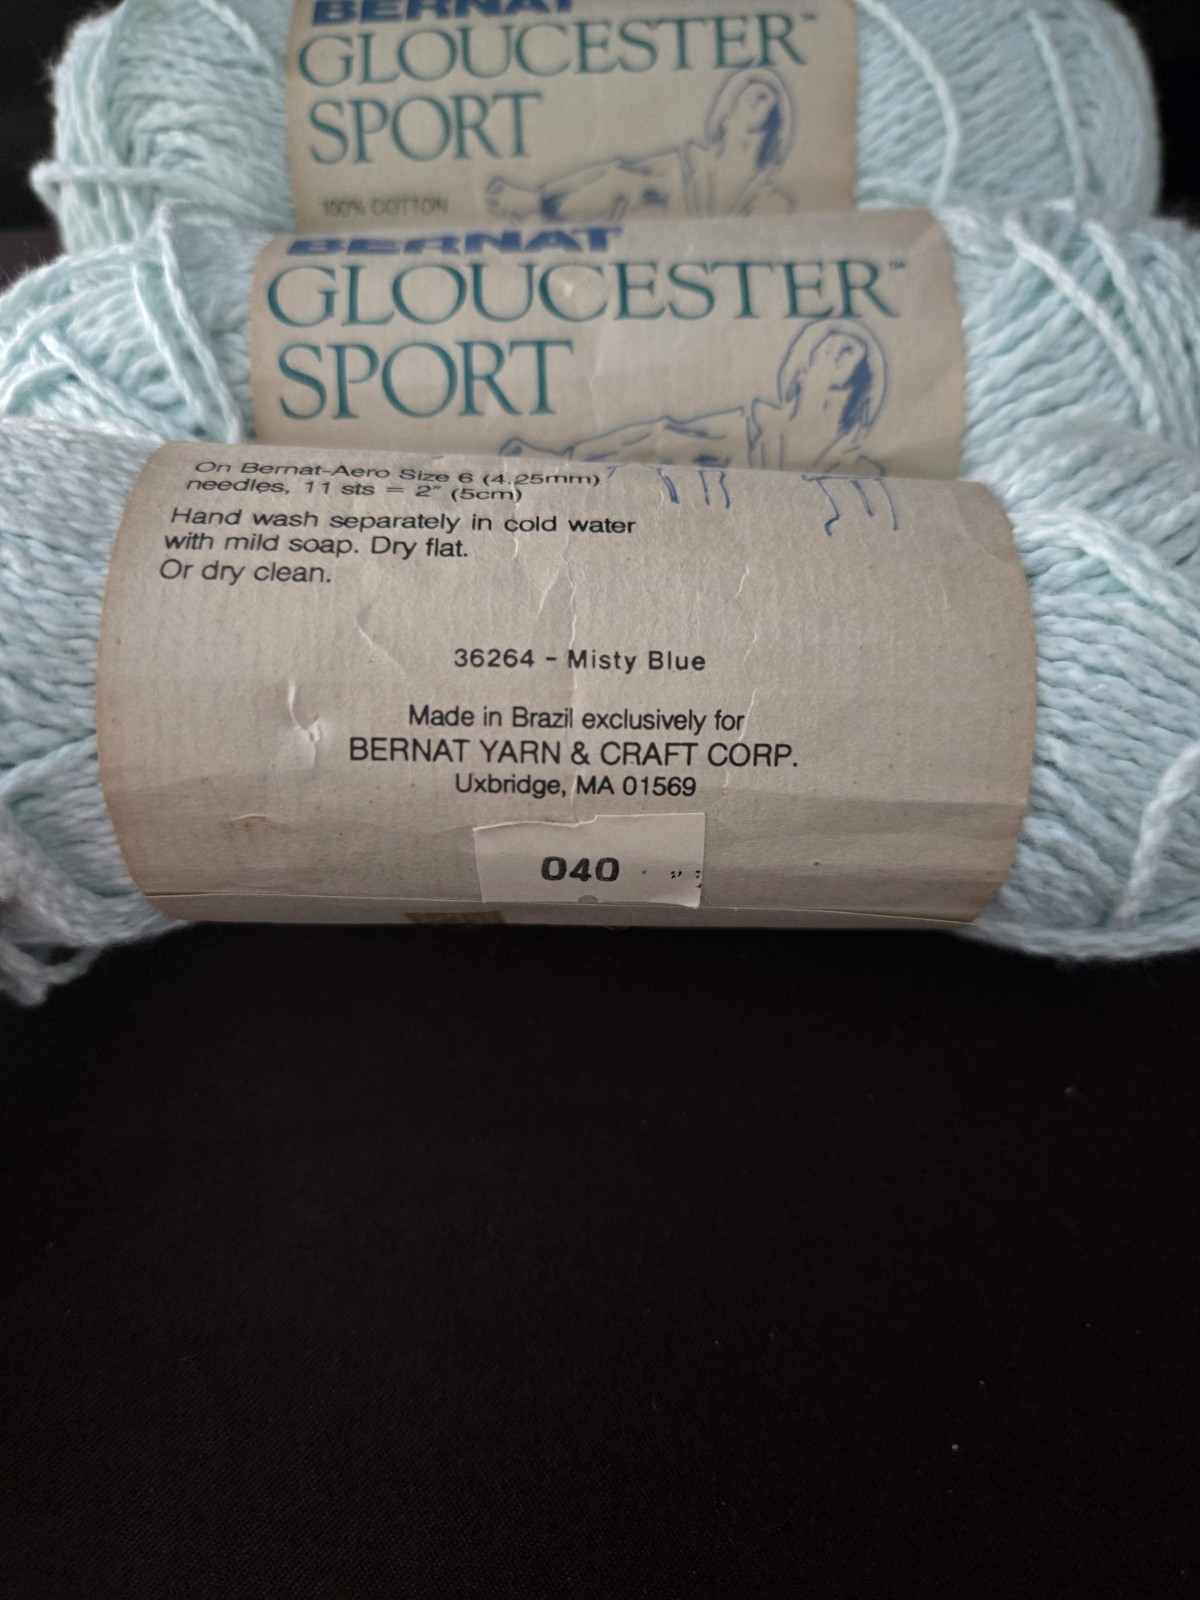 BERNAT
GLOUCESTER™
SPORT
100% COTTON
BERNAT
GLOUCESTER™
SPORT
On Bernat-Aero Size 6 (4.25mm)
needles, 11 sts = 2" (5cm)
Hand wash separately in cold water
with mild soap. Dry flat.
Or dry clean.
36264 - Misty Blue
Made in Brazil exclusively for
BERNAT YARN & CRAFT CORP.
Uxbridge, MA 01569
040